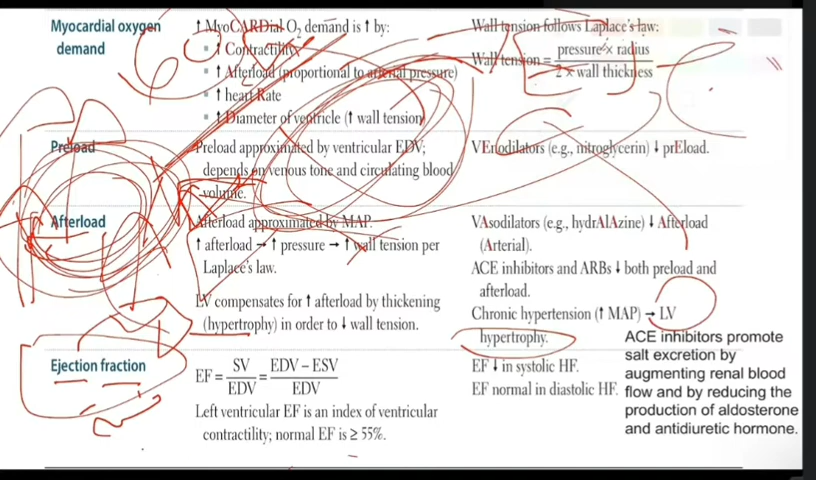 Myocardial oxygen
demand
↑ MyoCARDial O₂ demand is ↑ by:
▪ ↑ Contractility
▪ ↑ Afterload (proportional to arterial pressure)
▪ ↑ heart Rate
▪ ↑ Diameter of ventricle (↑ wall tension)
Wall tension follows Laplace's law:
Wall tension = pressure × radius
2 × wall thickness
Preload
Preload approximated by ventricular EDV;
depends on venous tone and circulating blood
volume.
VEnodilators (e.g., nitroglycerin) ↓ prEload.
Afterload
Afterload approximated by MAP.
↑ afterload → ↑ pressure → ↑ wall tension per
Laplace's law.
LV compensates for ↑ afterload by thickening
(hypertrophy) in order to ↓ wall tension.
VAsodilators (e.g., hydrAlAzine) ↓ Afterload
(Arterial).
ACE inhibitors and ARBs ↓ both preload and
afterload.
Chronic hypertension (↑ MAP) → LV
hypertrophy.
Ejection fraction
EF = SV/EDV = EDV – ESV/EDV
Left ventricular EF is an index of ventricular
contractility; normal EF is ≥ 55%.
EF ↓ in systolic HF.
EF normal in diastolic HF.
ACE inhibitors promote
salt excretion by
augmenting renal blood
flow and by reducing the
production of aldosterone
and antidiuretic hormone.